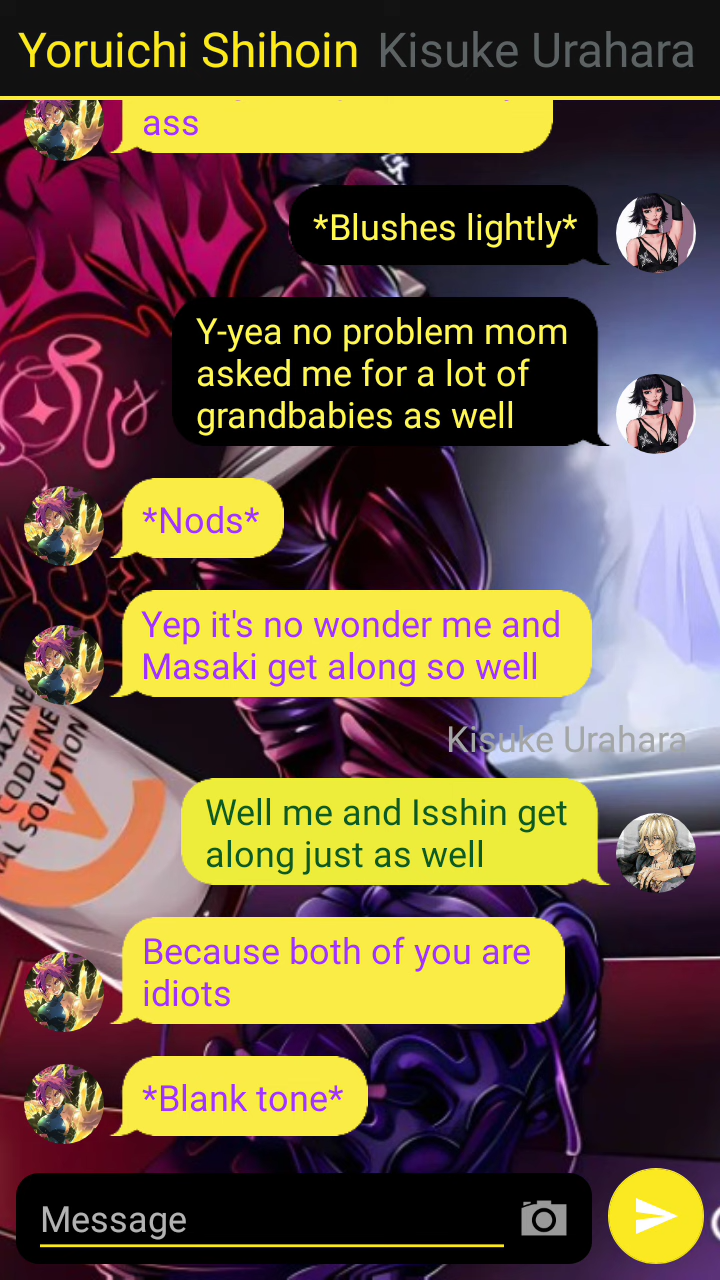 Yoruichi Shihoin Kisuke Urahara
ass
*Blushes lightly*
Y-yea no problem mom
asked me for a lot of
grandbabies as well
*Nods*
Yep it's no wonder me and
Masaki get along so well
Kisuke Urahara
Well me and Isshin get
along just as well
Because both of you are
idiots
*Blank tone*
CODEINE
SOLUTION
Message